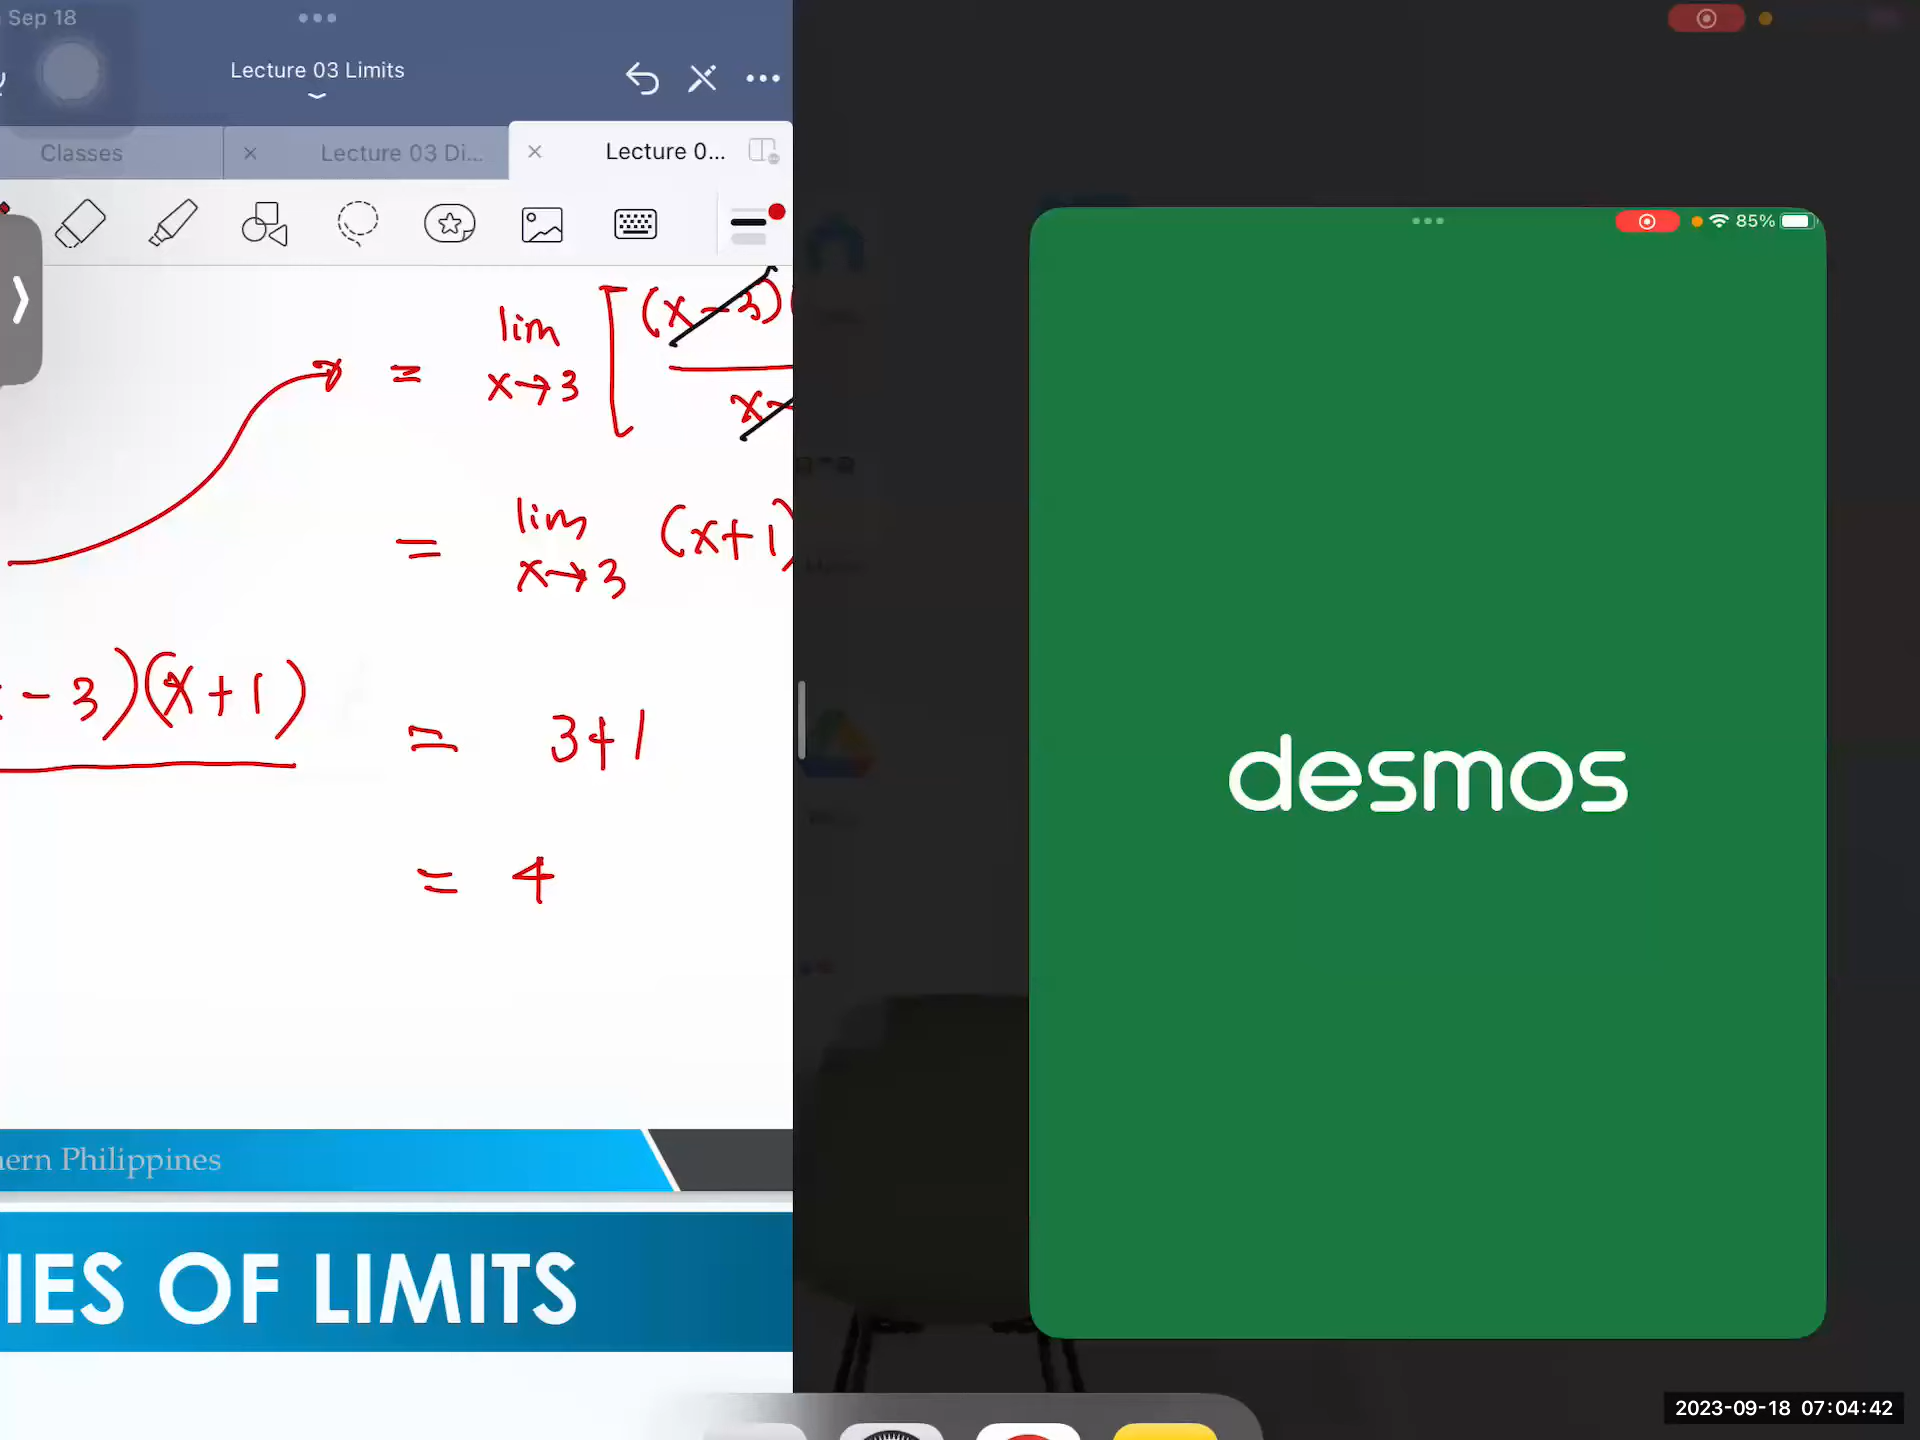 Sep 18
Lecture 03 Limits
Classes
Lecture 03 Di...
Lecture 0...
= lim x→3 [ (x-3)
x-
= lim x→3 (x+1)
- 3)(x+1)
= 3+1
= 4
ern Philippines
IES OF LIMITS
85%
desmos
2023-09-18 07:04:42